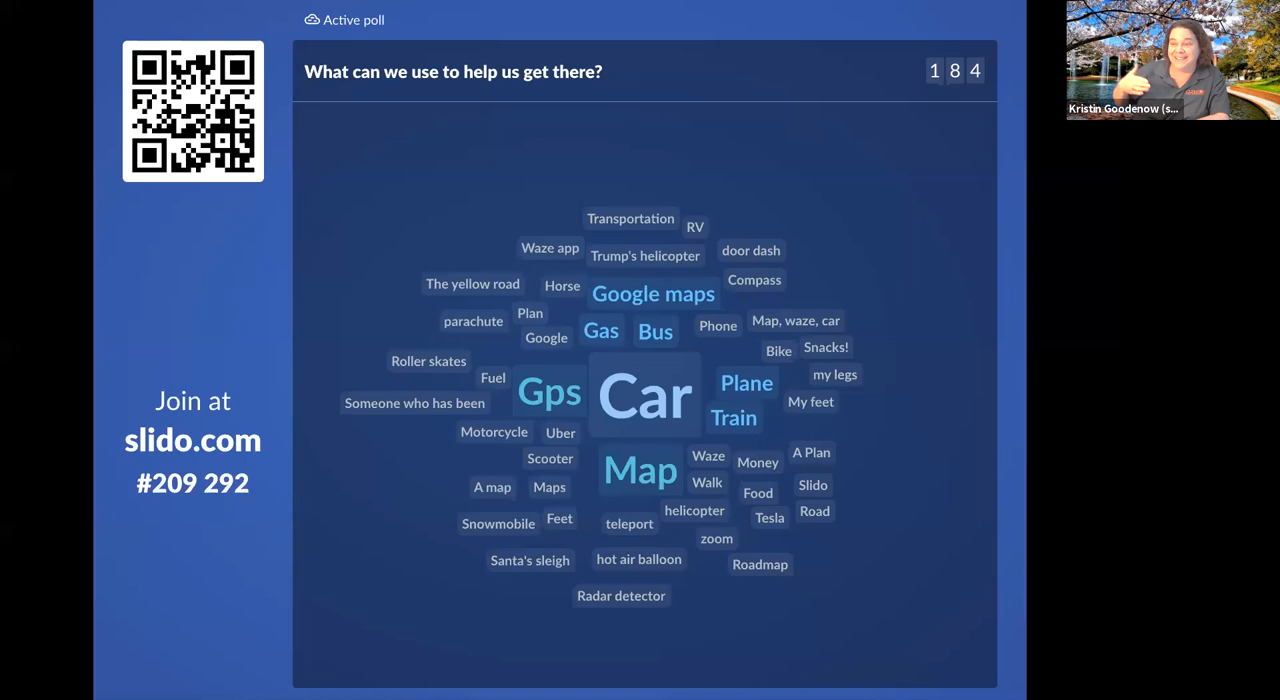 Active poll
What can we use to help us get there?
184
Join at
slido.com
#209 292
Transportation
RV
Waze app
Trump's helicopter
door dash
The yellow road
Horse
Google maps
Compass
parachute
Plan
Google
Gas
Bus
Phone
Map, waze, car
Bike
Snacks!
Roller skates
Fuel
Gps
Car
Plane
my legs
Someone who has been
Train
My feet
Motorcycle
Uber
Scooter
Map
Waze
Money
A Plan
A map
Maps
Walk
Food
Slido
Snowmobile
Feet
teleport
helicopter
Tesla
Road
zoom
Santa's sleigh
hot air balloon
Roadmap
Radar detector
Kristin Goodenow (s...